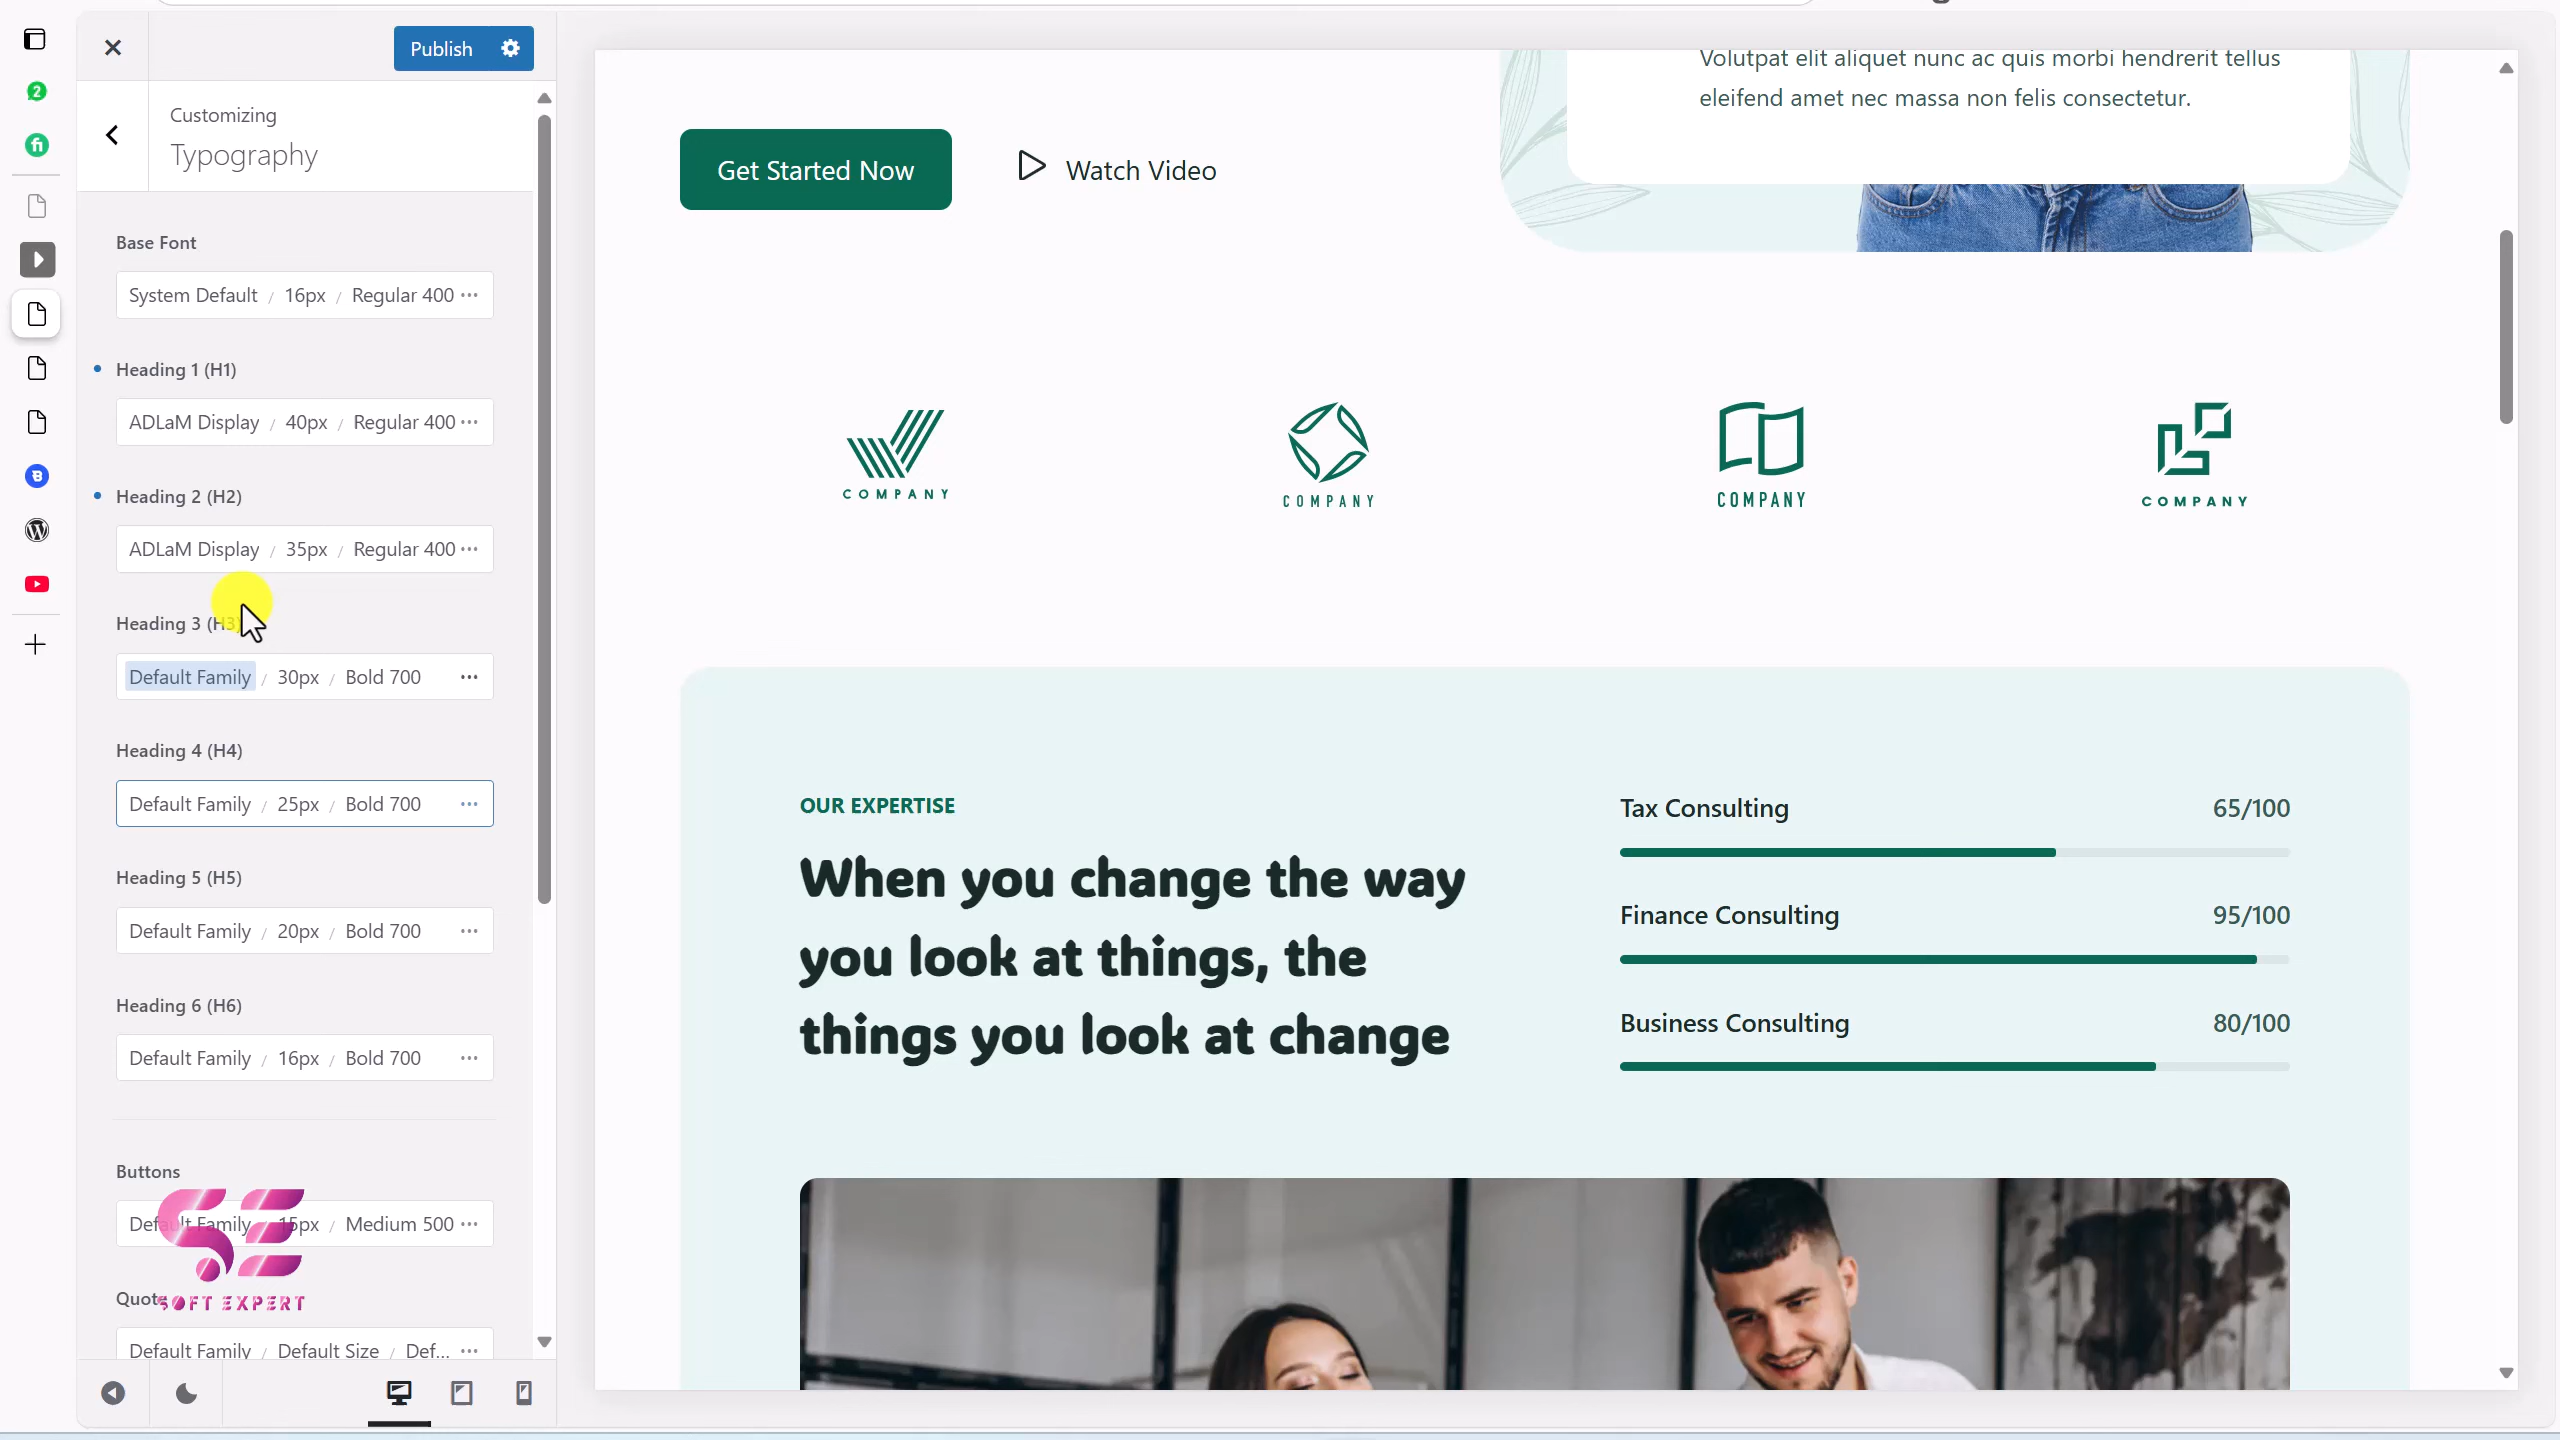 Publish
Customizing
Typography
Base Font
System Default / 16px / Regular 400 ···
Heading 1 (H1)
ADLaM Display / 40px / Regular 400 ···
Heading 2 (H2)
ADLaM Display / 35px / Regular 400 ···
Heading 3 (H3)
Default Family / 30px / Bold 700 ···
Heading 4 (H4)
Default Family / 25px / Bold 700 ···
Heading 5 (H5)
Default Family / 20px / Bold 700 ···
Heading 6 (H6)
Default Family / 16px / Bold 700 ···
Buttons
Default Family / 15px / Medium 500 ···
Quote
SOFT EXPERT
Default Family / Default Size / Def... ···
2
Volutpat elit aliquet nunc ac quis morbi hendrerit tellus
eleifend amet nec massa non felis consectetur.
Get Started Now
Watch Video
COMPANY
COMPANY
COMPANY
COMPANY
OUR EXPERTISE
When you change the way
you look at things, the
things you look at change
Tax Consulting 65/100
Finance Consulting 95/100
Business Consulting 80/100